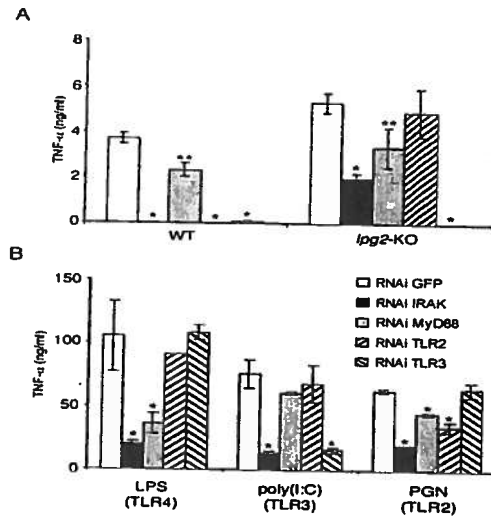 A
TNF-α (ng/ml)
8
6
4
2
0
*
**
*
*
*
**
*
WT
lpg2-KO
B
TNF-α (ng/ml)
150
100
50
0
RNAi GFP
RNAi IRAK
RNAi MyD88
RNAi TLR2
RNAi TLR3
*
*
*
*
*
*
*
LPS
(TLR4)
poly(I:C)
(TLR3)
PGN
(TLR2)